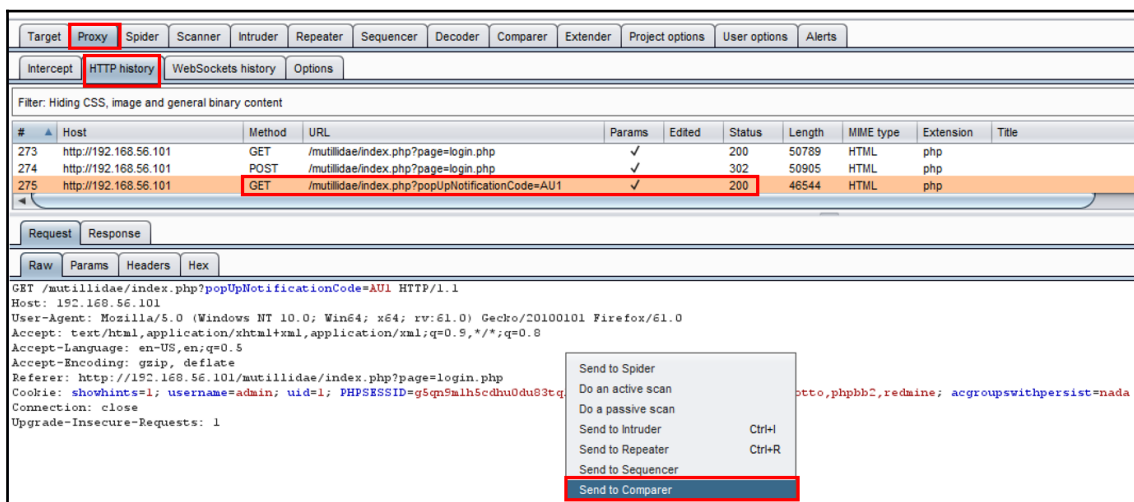 Target Proxy Spider Scanner Intruder Repeater Sequencer Decoder Comparer Extender Project options User options Alerts
Intercept HTTP history WebSockets history Options
Filter: Hiding CSS, image and general binary content
# Host Method URL Params Edited Status Length MIME type Extension Title
273 http://192.168.56.101 GET /mutillidae/index.php?page=login.php ✓ 200 50789 HTML php
274 http://192.168.56.101 POST /mutillidae/index.php?page=login.php ✓ 302 50905 HTML php
275 http://192.168.56.101 GET /mutillidae/index.php?popUpNotificationCode=AU1 ✓ 200 46544 HTML php
Request Response
Raw Params Headers Hex
GET /mutillidae/index.php?popUpNotificationCode=AU1 HTTP/1.1
Host: 192.168.56.101
User-Agent: Mozilla/5.0 (Windows NT 10.0; Win64; x64; rv:61.0) Gecko/20100101 Firefox/61.0
Accept: text/html,application/xhtml+xml,application/xml;q=0.9,*/*;q=0.8
Accept-Language: en-US,en;q=0.5
Accept-Encoding: gzip, deflate
Referer: http://192.168.56.101/mutillidae/index.php?page=login.php
Cookie: showhints=1; username=admin; uid=1; PHPSESSID=g5qn9mlh5cdhu0du83tq otto,phpbb2,redmine; acgroupswithpersist=nada
Connection: close
Upgrade-Insecure-Requests: 1
Send to Spider
Do an active scan
Do a passive scan
Send to Intruder Ctrl+I
Send to Repeater Ctrl+R
Send to Sequencer
Send to Comparer